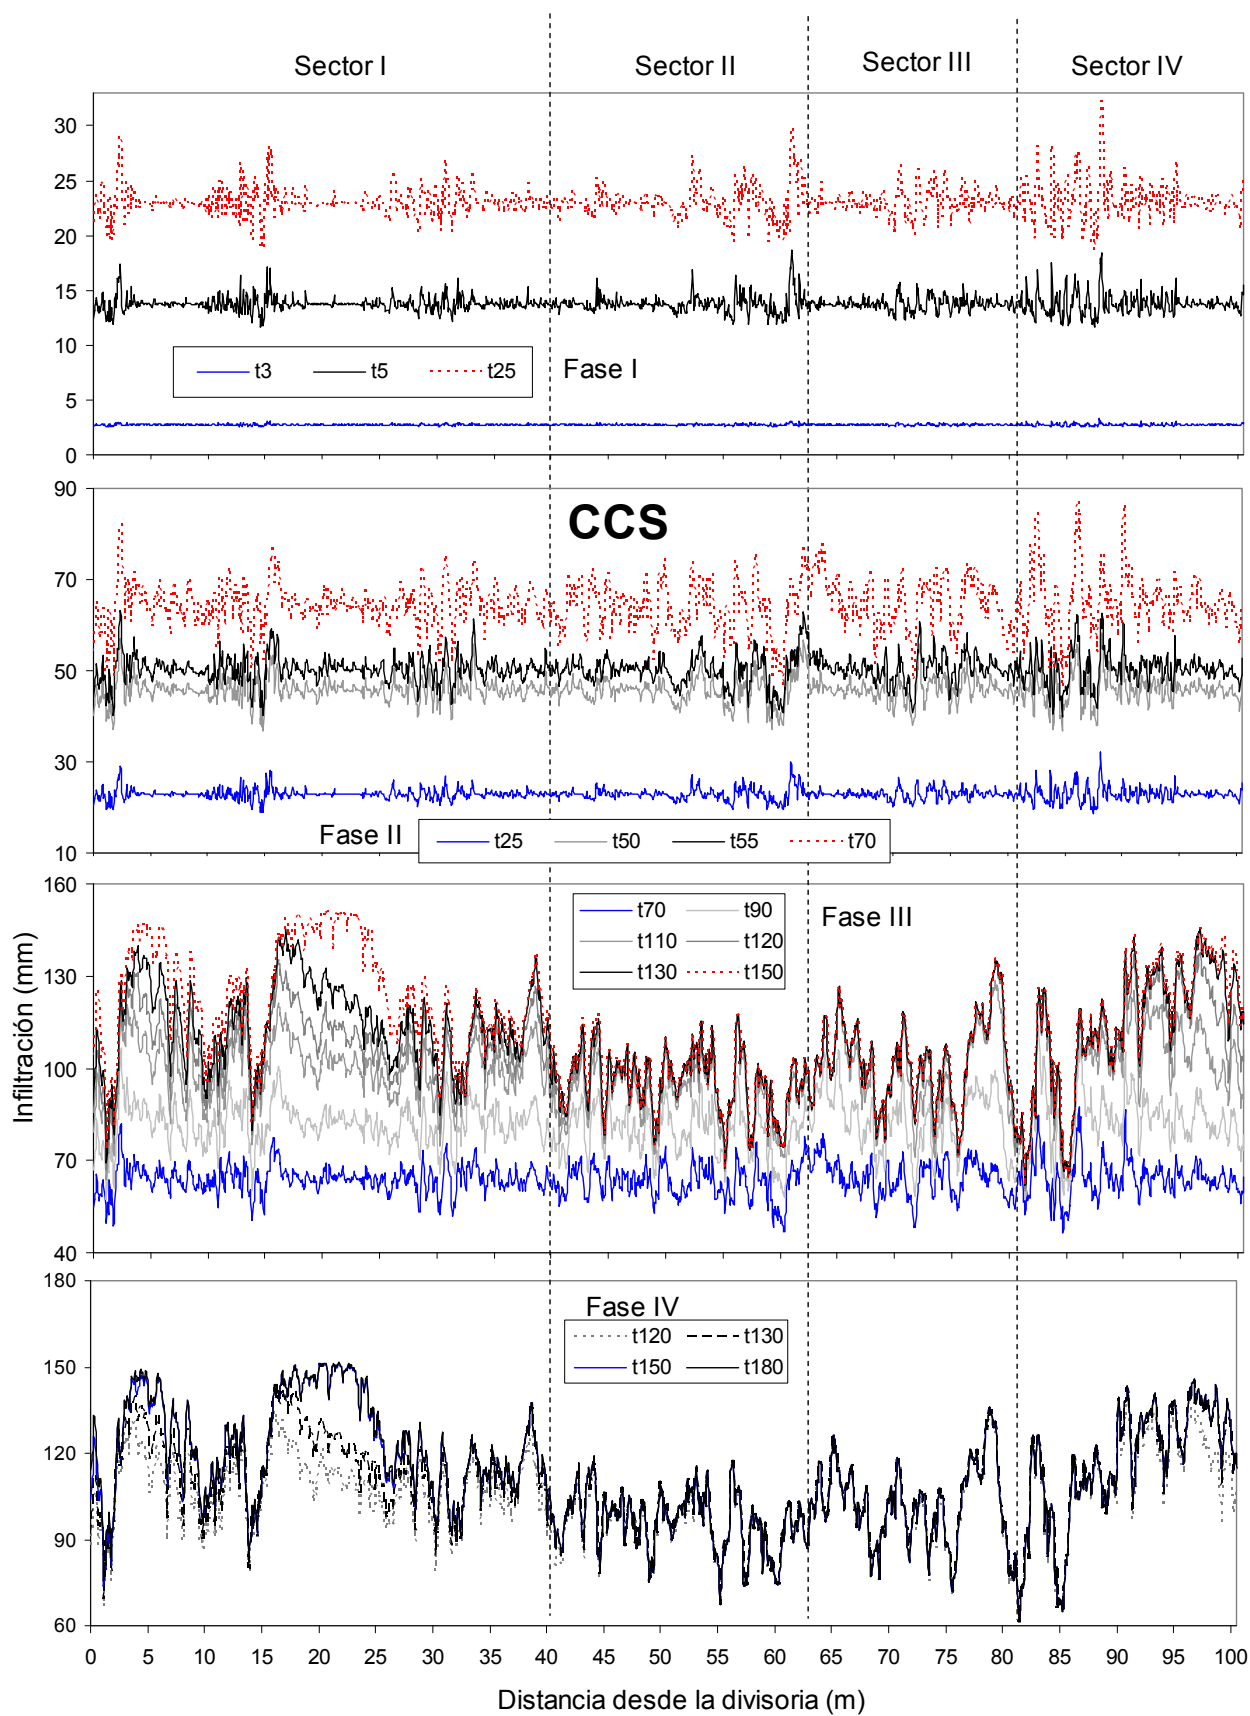 Sector I Sector II Sector III Sector IV
30
25
20
15
10
5
0
t3 t5 t25 Fase I
90
70
50
30
10
CCS
Fase II t25 t50 t55 t70
160
130
100
70
40
t70 t90 Fase III
t110 t120
t130 t150
Infiltración (mm)
180
150
120
90
60
Fase IV
t120 t130
t150 t180
0 5 10 15 20 25 30 35 40 45 50 55 60 65 70 75 80 85 90 95 100
Distancia desde la divisoria (m)